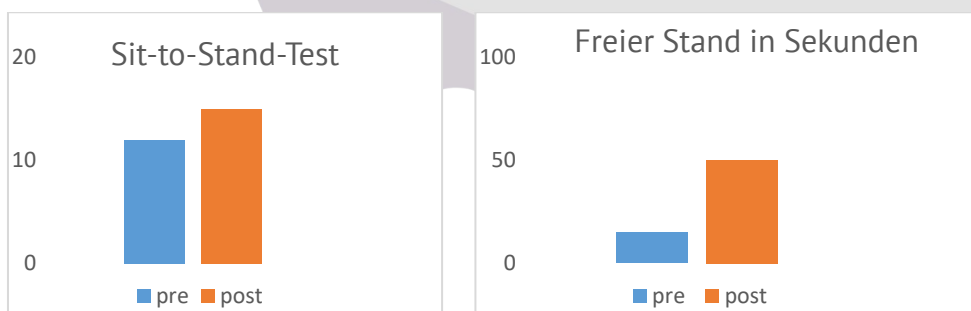 Sit-to-Stand-Test
20
10
0
pre post
Freier Stand in Sekunden
100
50
0
pre post